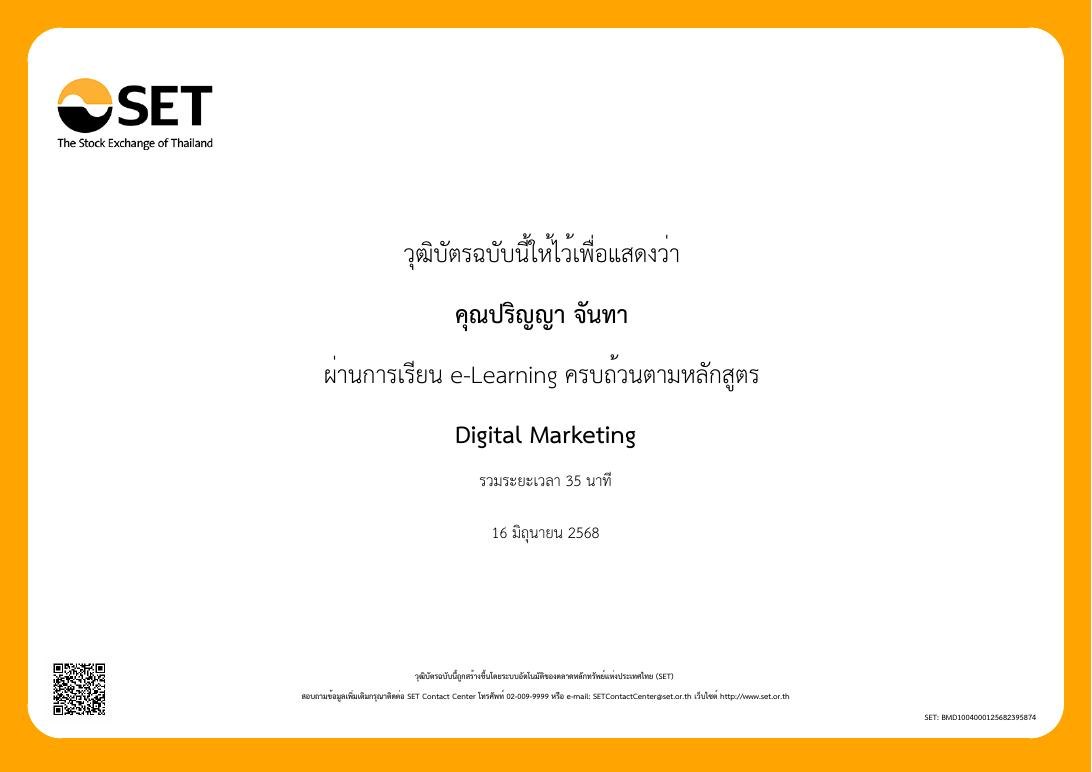 SET
The Stock Exchange of Thailand
วุฒิบัตรฉบับนี้ให้ไว้เพื่อแสดงว่า
คุณปริญญา จันทา
ผ่านการเรียน e-Learning ครบถ้วนตามหลักสูตร
Digital Marketing
รวมระยะเวลา 35 นาที
16 มิถุนายน 2568
วุฒิบัตรฉบับนี้ถูกสร้างขึ้นโดยระบบอัตโนมัติของตลาดหลักทรัพย์แห่งประเทศไทย (SET)
สอบถามข้อมูลเพิ่มเติมกรุณาติดต่อ SET Contact Center โทรศัพท์ 02-009-9999 หรือ e-mail: SETContactCenter@set.or.th เว็บไซต์ http://www.set.or.th
SET: BMD1004000125682395874